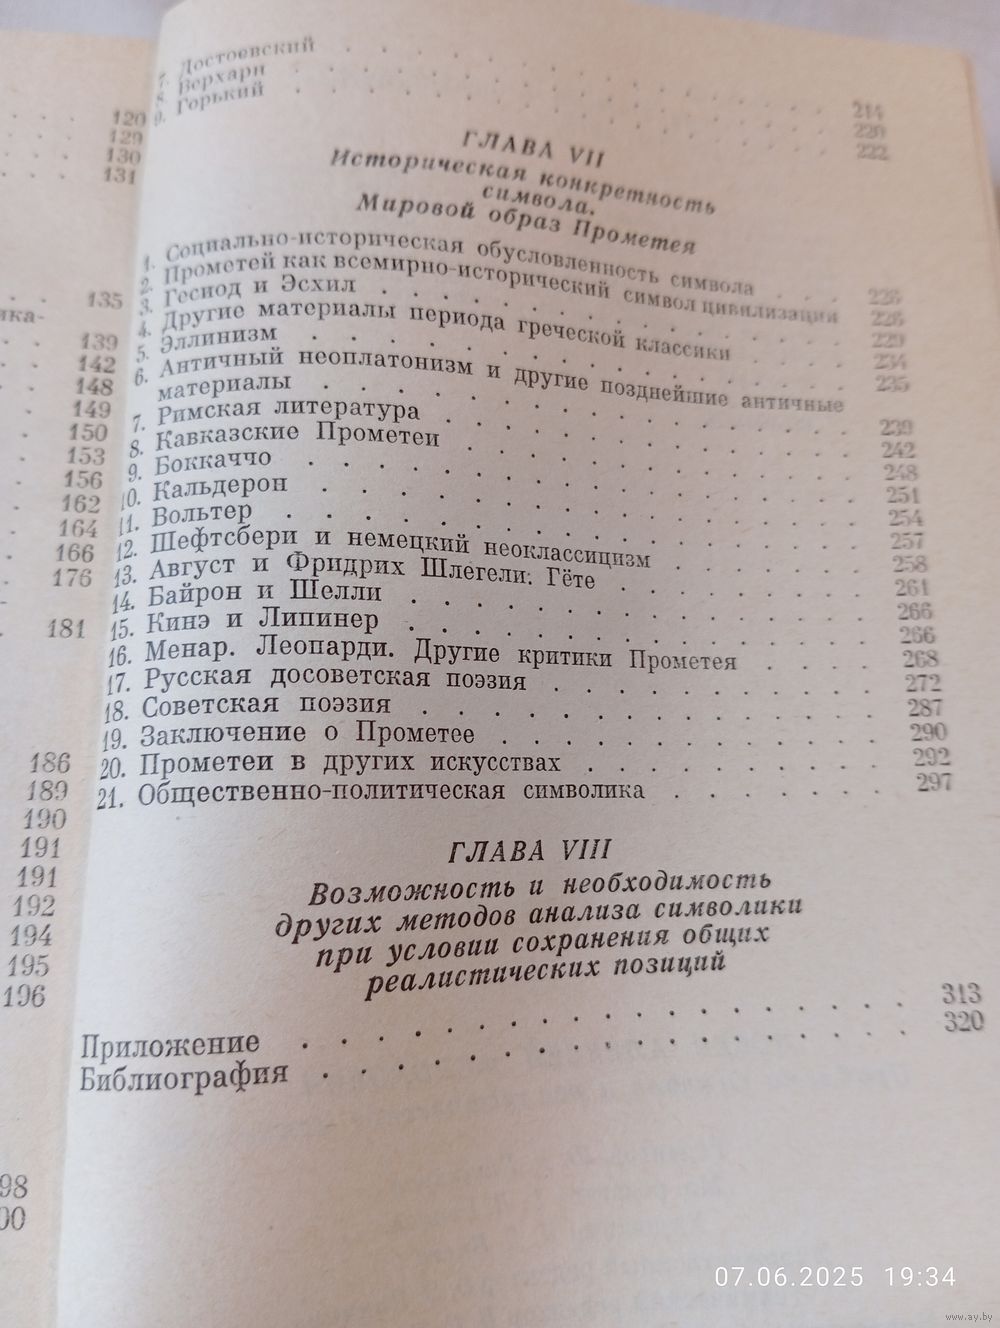 120
129
130
131
135
ика-
139
142
148
149
150
153
156
162
164
166
176
181
186
189
190
191
191
192
194
195
196
98
00
7. Достоевский . . . 214
8. Верхарн . . . 220
9. Горький . . . 222
ГЛАВА VII
Историческая конкретность
символа.
Мировой образ Прометея
1. Социально-историческая обусловленность символа . . . 226
2. Прометей как всемирно-исторический символ цивилизации 226
3. Гесиод и Эсхил . . . 229
4. Другие материалы периода греческой классики . . . 234
5. Эллинизм . . . 235
6. Античный неоплатонизм и другие позднейшие античные
материалы . . . 239
7. Римская литература . . . 242
8. Кавказские Прометеи . . . 248
9. Боккаччо . . . 251
10. Кальдерон . . . 254
11. Вольтер . . . 257
12. Шефтсбери и немецкий неоклассицизм . . . 258
13. Август и Фридрих Шлегели. Гёте . . . 261
14. Байрон и Шелли . . . 266
15. Кинэ и Липинер . . . 266
16. Менар. Леопарди. Другие критики Прометея . . . 268
17. Русская досоветская поэзия . . . 272
18. Советская поэзия . . . 287
19. Заключение о Прометее . . . 290
20. Прометеи в других искусствах . . . 292
21. Общественно-политическая символика . . . 297
ГЛАВА VIII
Возможность и необходимость
других методов анализа символики
при условии сохранения общих
реалистических позиций
Приложение . . . 313
Библиография . . . 320
07.06.2025 19:34
www.ay.by